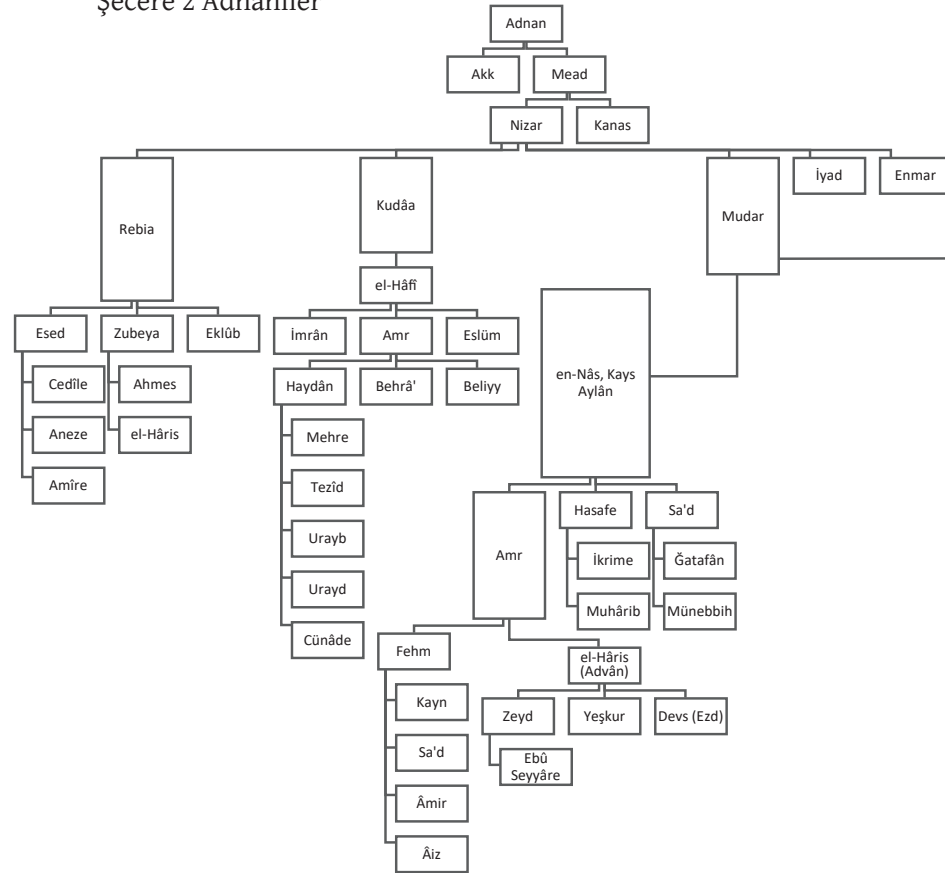 Şecere 2 Adnaniler
Adnan
Akk
Mead
Nizar
Kanas
Rebia
Kudâa
Mudar
İyad
Enmar
el-Hâfî
Esed
Zubeya
Eklûb
İmrân
Amr
Eslüm
en-Nâs, Kays
Aylân
Cedîle
Ahmes
Haydân
Behrâ'
Beliyy
Aneze
el-Hâris
Mehre
Amîre
Tezîd
Urayb
Urayd
Cünâde
Amr
Hasafe
Sa'd
İkrime
Ğatafân
Muhârib
Münebbih
Fehm
el-Hâris
(Advân)
Kayn
Zeyd
Yeşkur
Devs (Ezd)
Sa'd
Ebû
Seyyâre
Âmir
Âiz